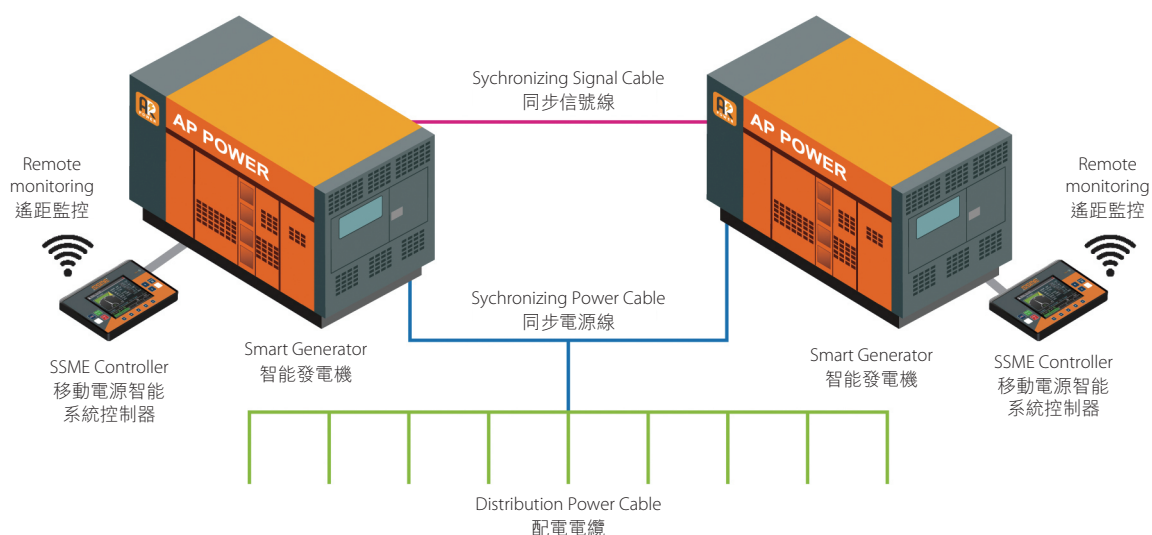 AP
POWER
AP POWER
Sychronizing Signal Cable
同步信號線
AP
POWER
AP POWER
Remote
monitoring
遙距監控
Remote
monitoring
遙距監控
Sychronizing Power Cable
同步電源線
SSME Controller
移動電源智能
系統控制器
Smart Generator
智能發電機
Smart Generator
智能發電機
SSME Controller
移動電源智能
系統控制器
Distribution Power Cable
配電電纜